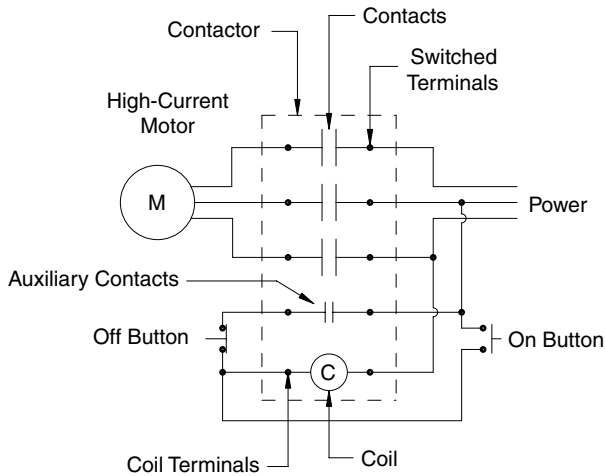 Contacts
Contactor
Switched
Terminals
High-Current
Motor
M
Power
Auxiliary Contacts
Off Button
On Button
C
Coil Terminals
Coil